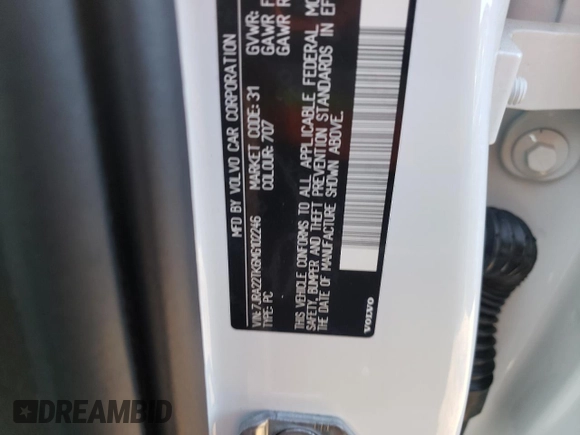 MFD BY VOLVO CAR CORPORATION
GVWR:
GAWR F
GAWR R
VIN: 7JRA22TK6MG102246
MARKET CODE: 31
TYPE: PC
COLOUR: 707
THIS VEHICLE CONFORMS TO ALL APPLICABLE FEDERAL MO
SAFETY, BUMPER AND THEFT PREVENTION STANDARDS IN EF
THE DATE OF MANUFACTURE SHOWN ABOVE.
VOLVO
DREAMBID